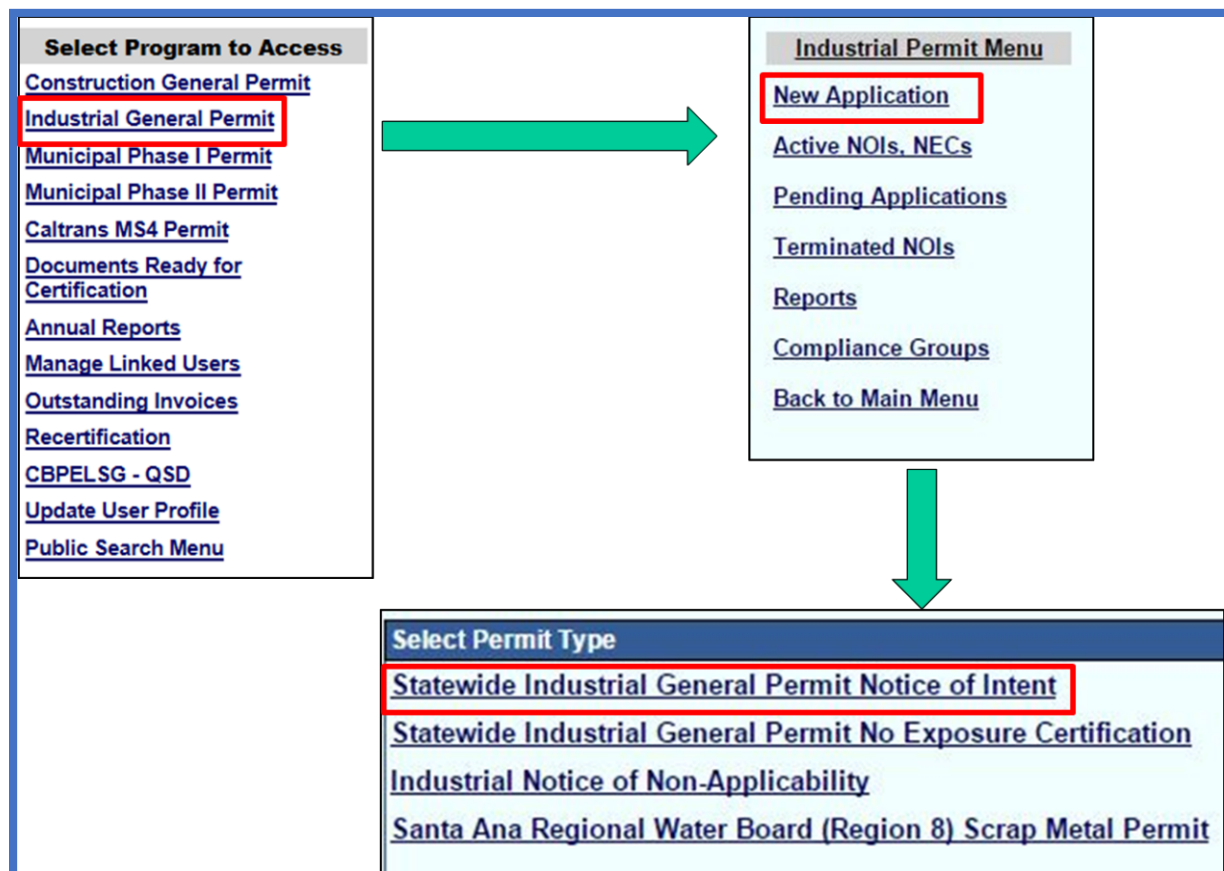 Select Program to Access
Construction General Permit
Industrial General Permit
Municipal Phase I Permit
Municipal Phase II Permit
Caltrans MS4 Permit
Documents Ready for
Certification
Annual Reports
Manage Linked Users
Outstanding Invoices
Recertification
CBPELSG - QSD
Update User Profile
Public Search Menu
Industrial Permit Menu
New Application
Active NOIs, NECs
Pending Applications
Terminated NOIs
Reports
Compliance Groups
Back to Main Menu
Select Permit Type
Statewide Industrial General Permit Notice of Intent
Statewide Industrial General Permit No Exposure Certification
Industrial Notice of Non-Applicability
Santa Ana Regional Water Board (Region 8) Scrap Metal Permit